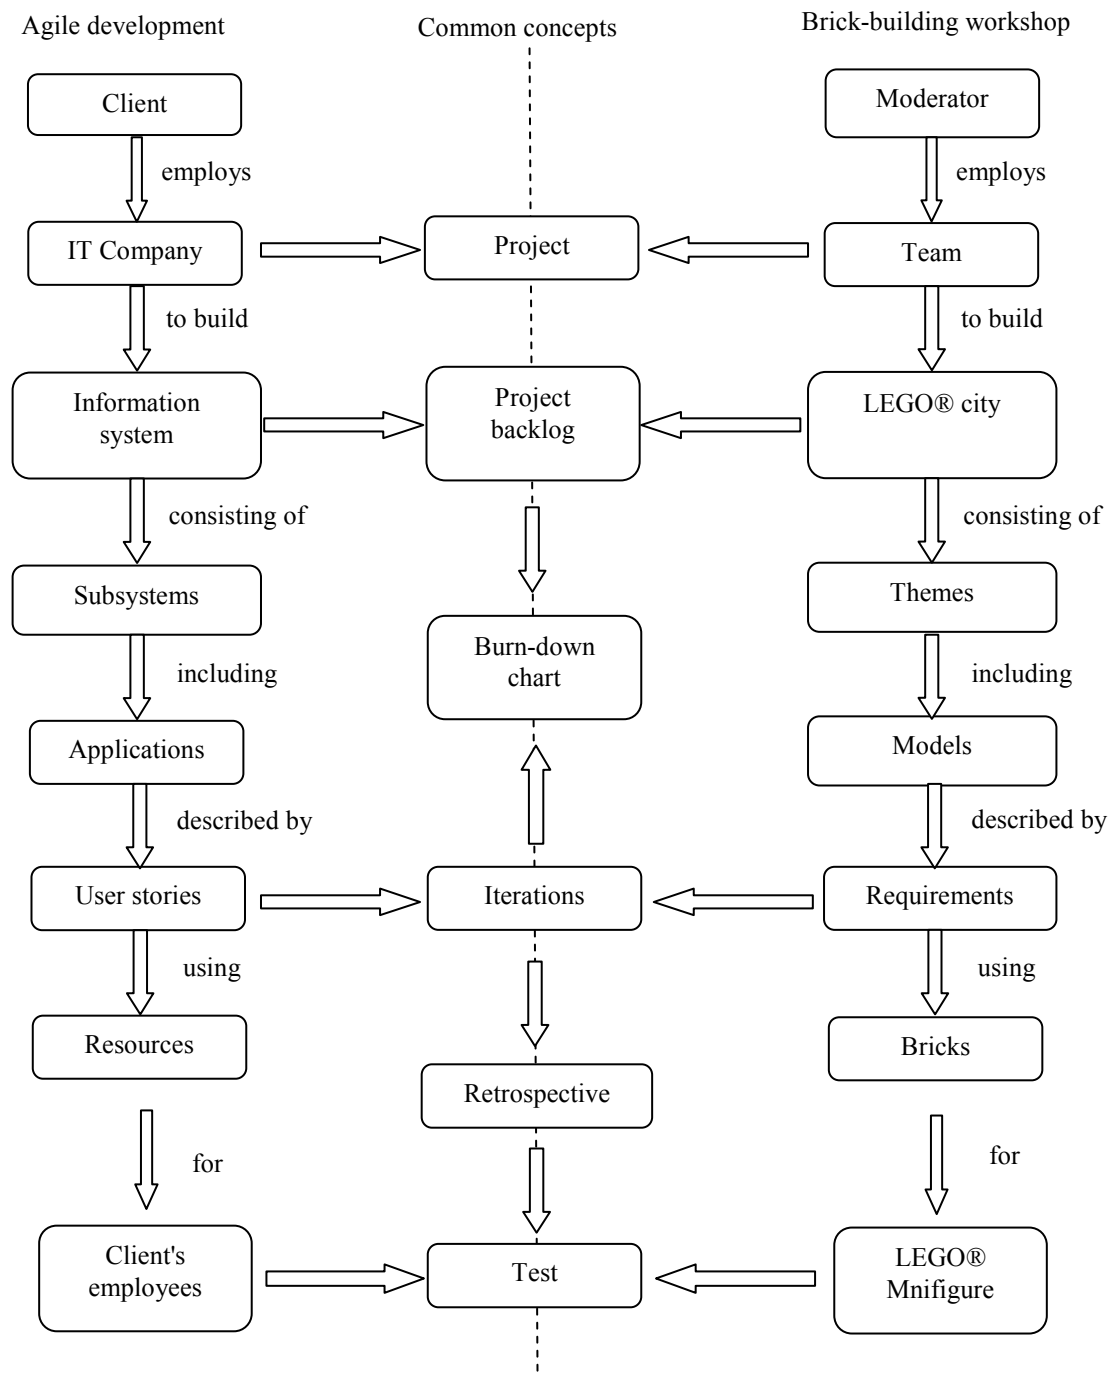 Agile development
Common concepts
Brick-building workshop
Client
Moderator
employs
employs
IT Company
Project
Team
to build
to build
Information
system
Project
backlog
LEGO® city
consisting of
consisting of
Subsystems
Themes
Burn-down
chart
including
including
Applications
Models
described by
described by
User stories
Iterations
Requirements
using
using
Resources
Bricks
Retrospective
for
for
Client's
employees
Test
LEGO®
Mnifigure